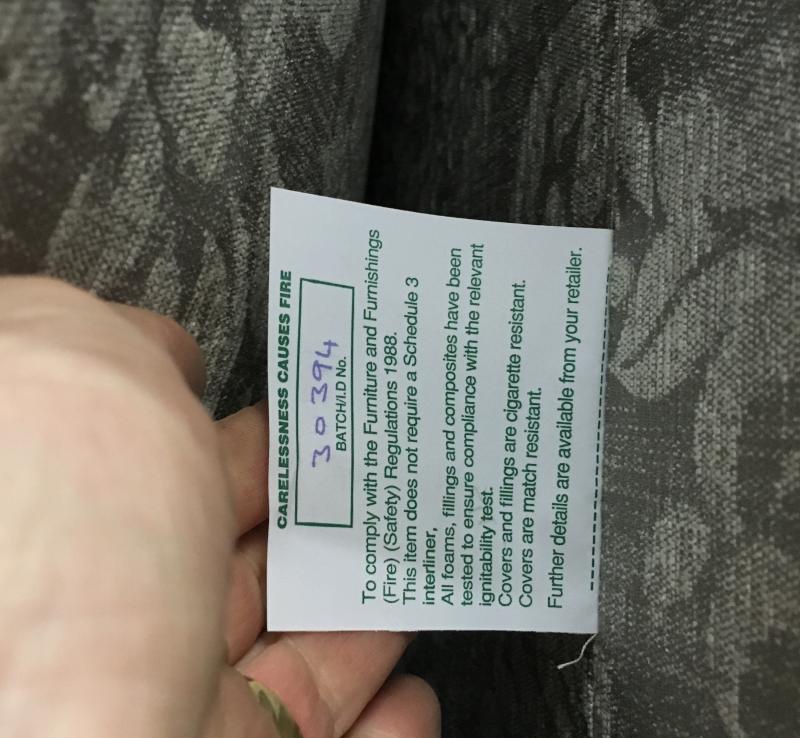 CARELESSNESS CAUSES FIRE
30394
BATCH/I.D No.
To comply with the Furniture and Furnishings
(Fire) (Safety) Regulations 1988.
This item does not require a Schedule 3
interliner,
All foams, fillings and composites have been
tested to ensure compliance with the relevant
ignitability test.
Covers and fillings are cigarette resistant.
Covers are match resistant.
Further details are available from your retailer.